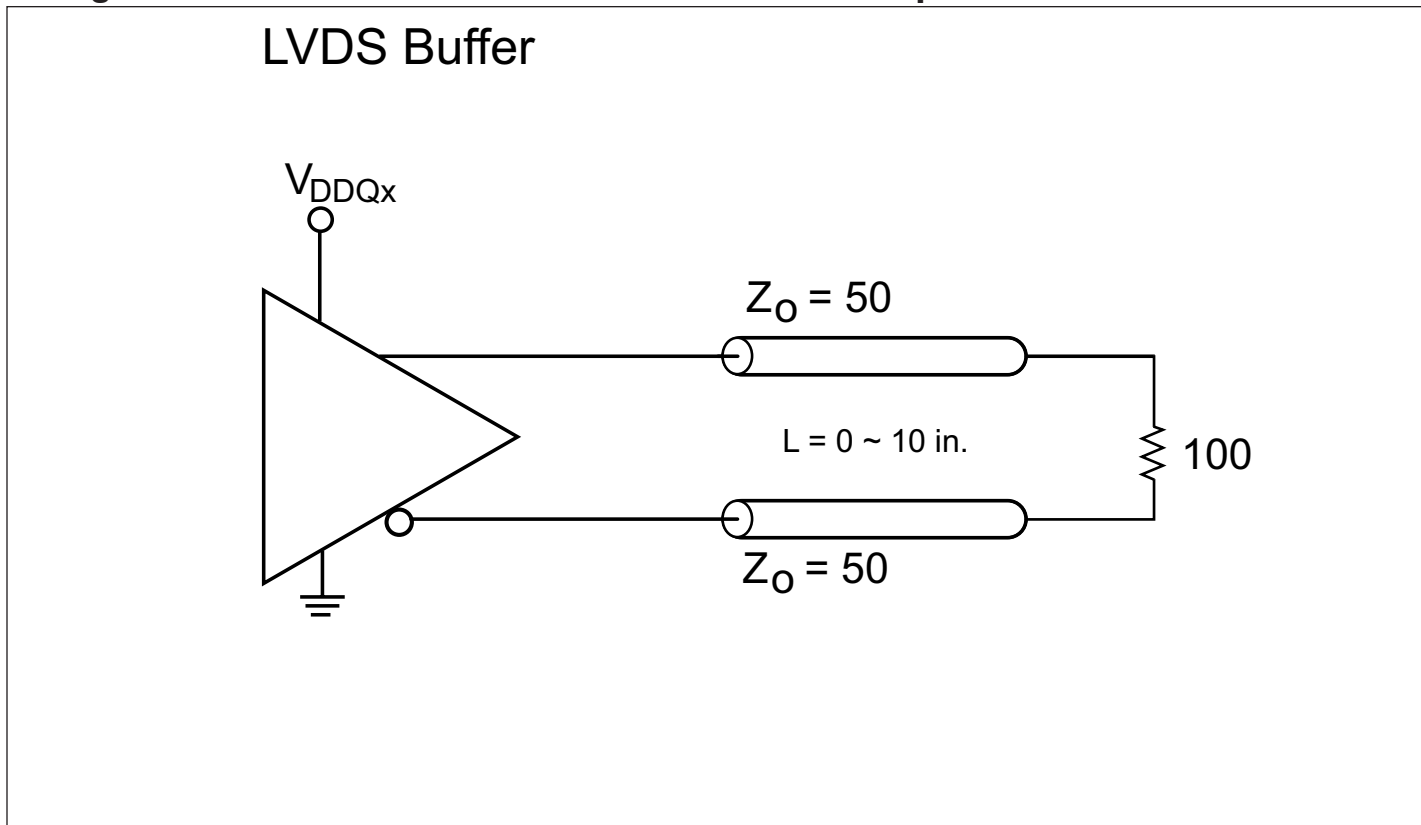 LVDS Buffer
VDDQx
ZO = 50
L = 0 ~ 10 in.
100
ZO = 50